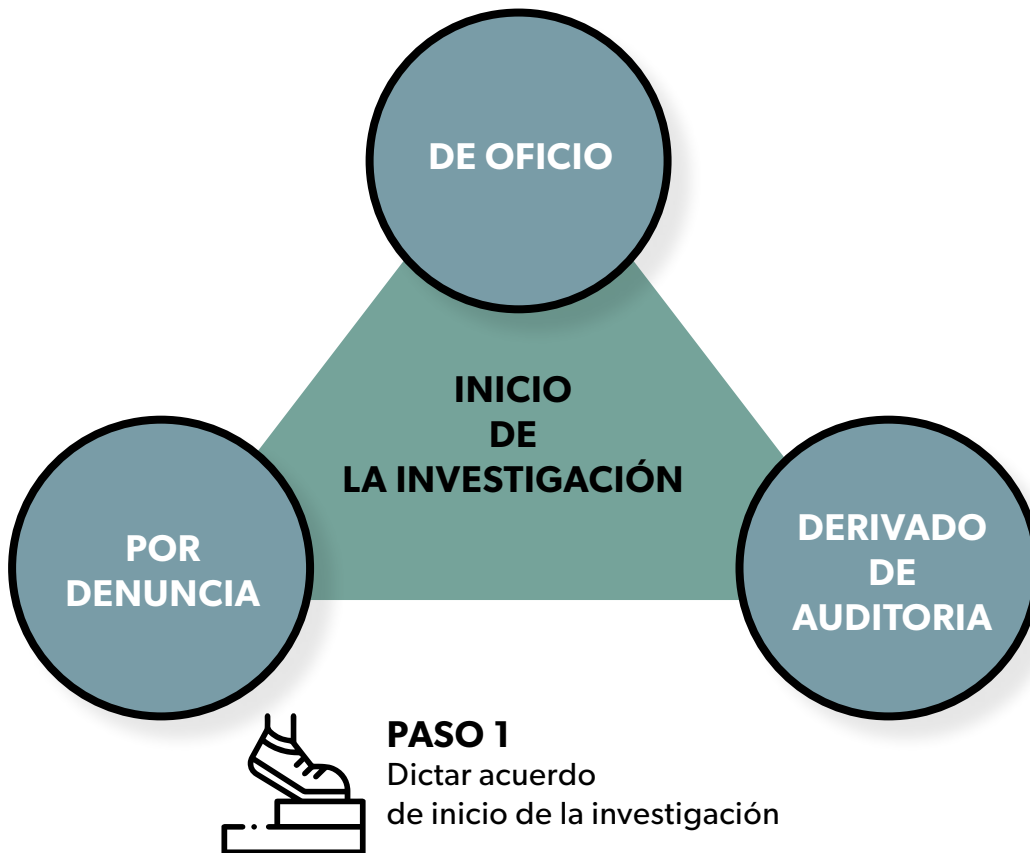 DE OFICIO
INICIO
DE
LA INVESTIGACIÓN
POR
DENUNCIA
DERIVADO
DE
AUDITORIA
PASO 1
Dictar acuerdo
de inicio de la investigación